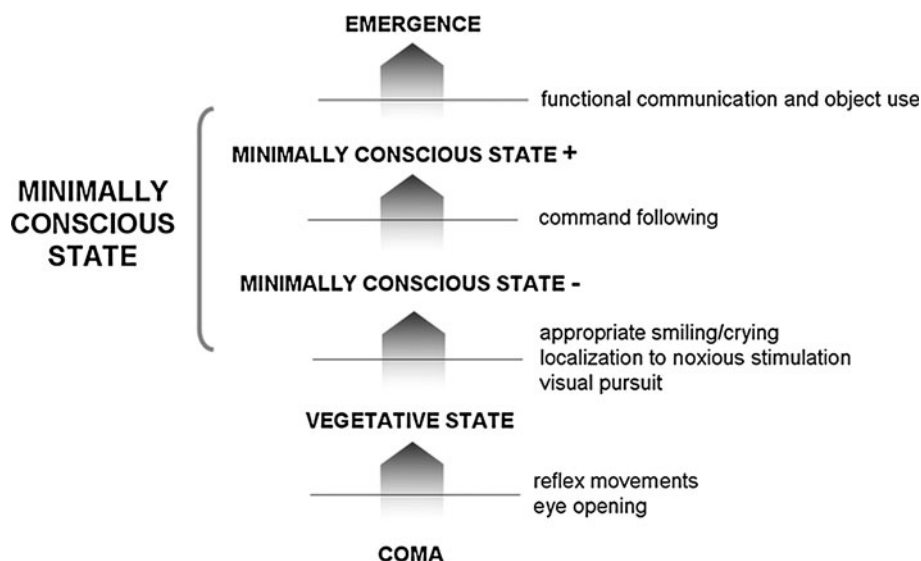 EMERGENCE
functional communication and object use
MINIMALLY CONSCIOUS STATE +
MINIMALLY
CONSCIOUS
STATE
command following
MINIMALLY CONSCIOUS STATE -
appropriate smiling/crying
localization to noxious stimulation
visual pursuit
VEGETATIVE STATE
reflex movements
eye opening
COMA